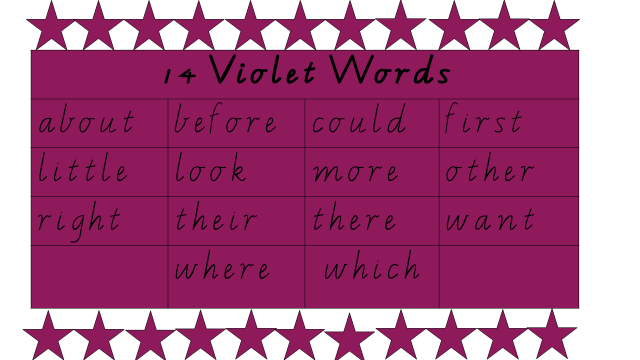 14 Violet Words
about before could first
little look more other
right their there want
where which